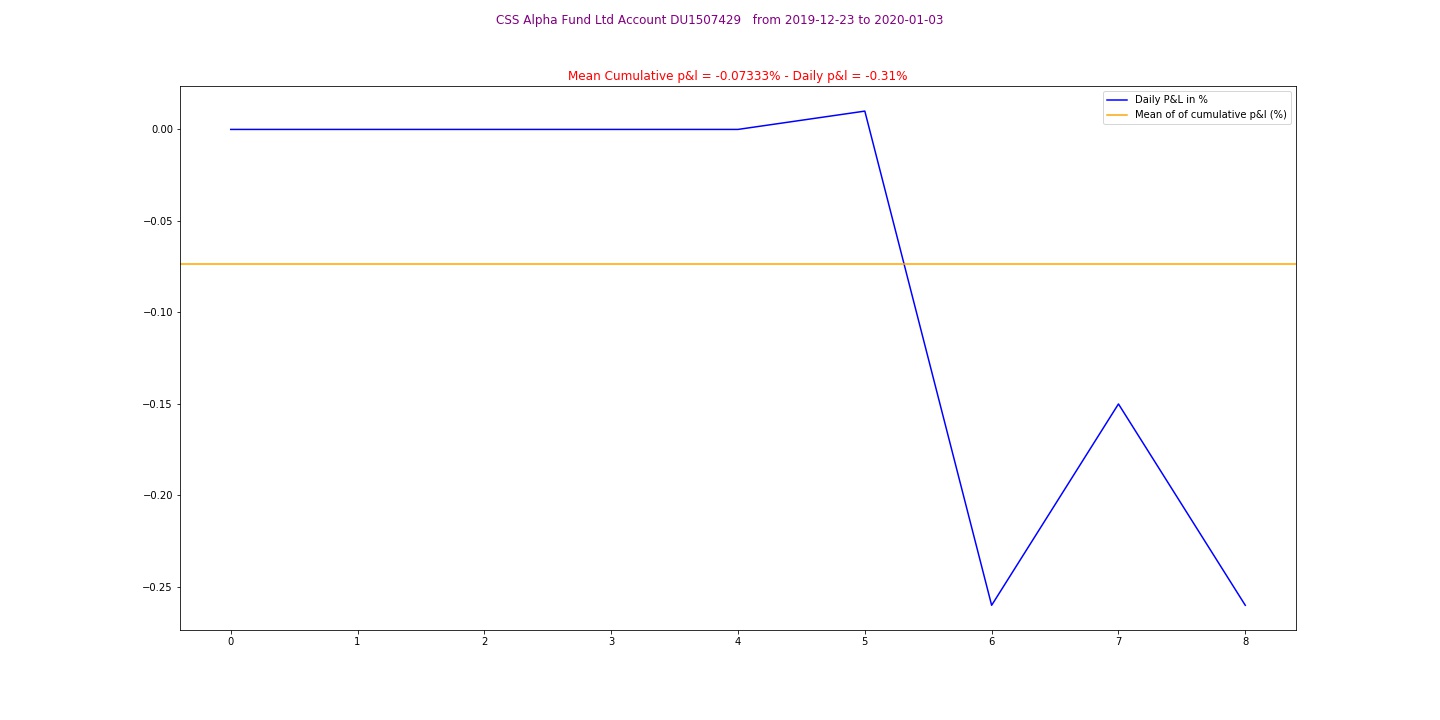 CSS Alpha Fund Ltd Account DU1507429   from 2019-12-23 to 2020-01-03
Mean Cumulative p&l = -0.07333% - Daily p&l = -0.31%
Daily P&L in %
Mean of of cumulative p&l (%)
0.00
−0.05
−0.10
−0.15
−0.20
−0.25
0 1 2 3 4 5 6 7 8